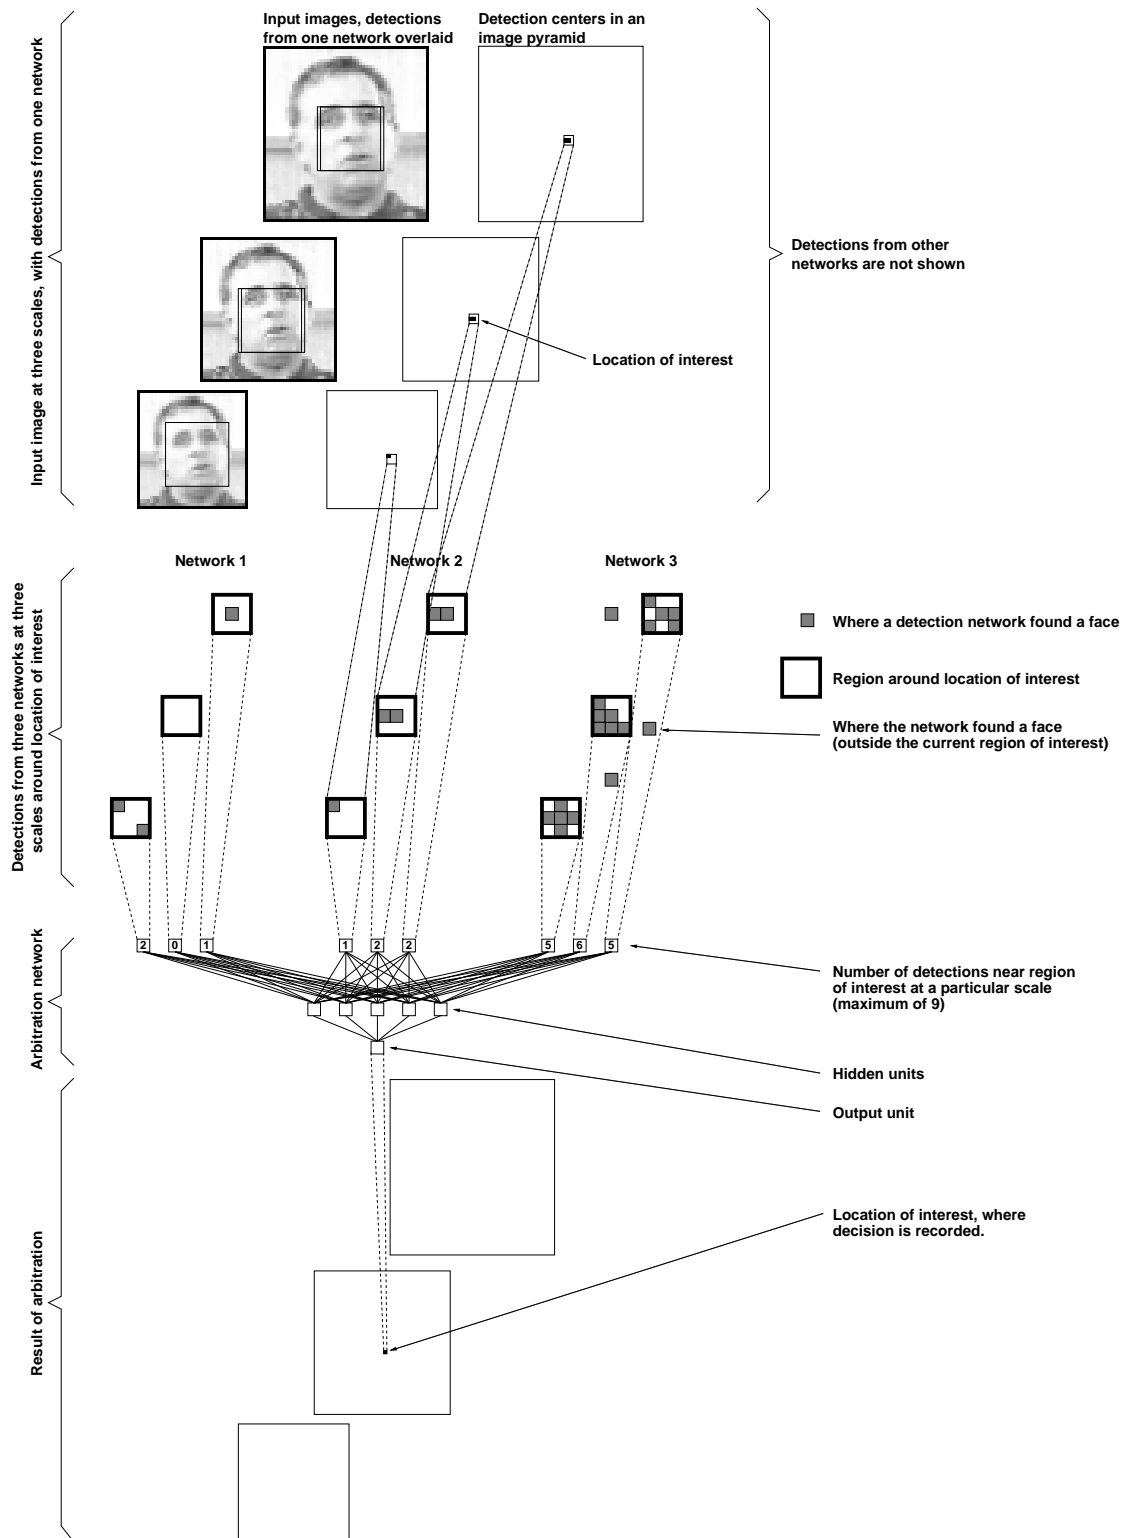 Input images, detections
from one network overlaid
Detection centers in an
image pyramid
Input image at three scales, with detections from one network
Detections from other
networks are not shown
Location of interest
Network 1
Network 2
Network 3
Detections from three networks at three
scales around location of interest
Where a detection network found a face
Region around location of interest
Where the network found a face
(outside the current region of interest)
Arbitration network
2 0 1 1 2 2 5 6 5
Number of detections near region
of interest at a particular scale
(maximum of 9)
Hidden units
Output unit
Result of arbitration
Location of interest, where
decision is recorded.